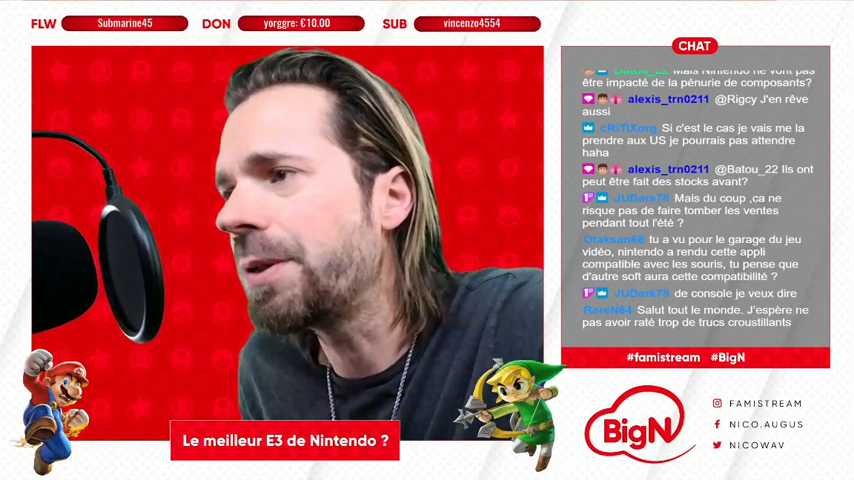 FLW Submarine45 DON yorggre: €10.00 SUB vincenzo4554
CHAT
Batou_22 Mais Nintendo ne vont pas
être impacté de la pénurie de composants?
alexis_trn0211 @Rigcy J'en rêve
aussi
cRiTiXorg Si c'est le cas je vais me la
prendre aux US je pourrais pas attendre
haha
alexis_trn0211 @Batou_22 Ils ont
peut être fait des stocks avant?
JUDark78 Mais du coup ,ca ne
risque pas de faire tomber les ventes
pendant tout l'été ?
Otaksan66 tu a vu pour le garage du jeu
vidéo, nintendo a rendu cette appli
compatible avec les souris, tu pense que
d'autre soft aura cette compatibilité ?
JUDark78 de console je veux dire
RareN64 Salut tout le monde. J'espère ne
pas avoir raté trop de trucs croustillants
#famistream #BigN
Le meilleur E3 de Nintendo ?
BigN
FAMISTREAM
NICO.AUGUS
NICOWAV